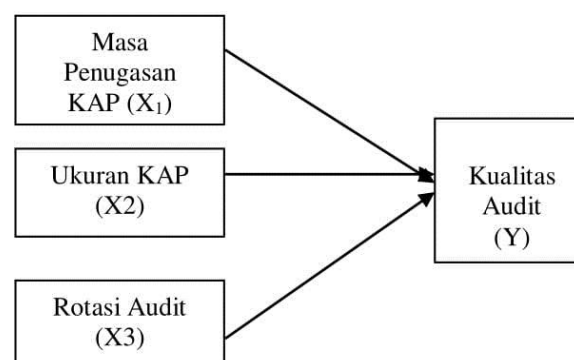 Masa
Penugasan
KAP (X₁)
Ukuran KAP
(X2)
Kualitas
Audit
(Y)
Rotasi Audit
(X3)